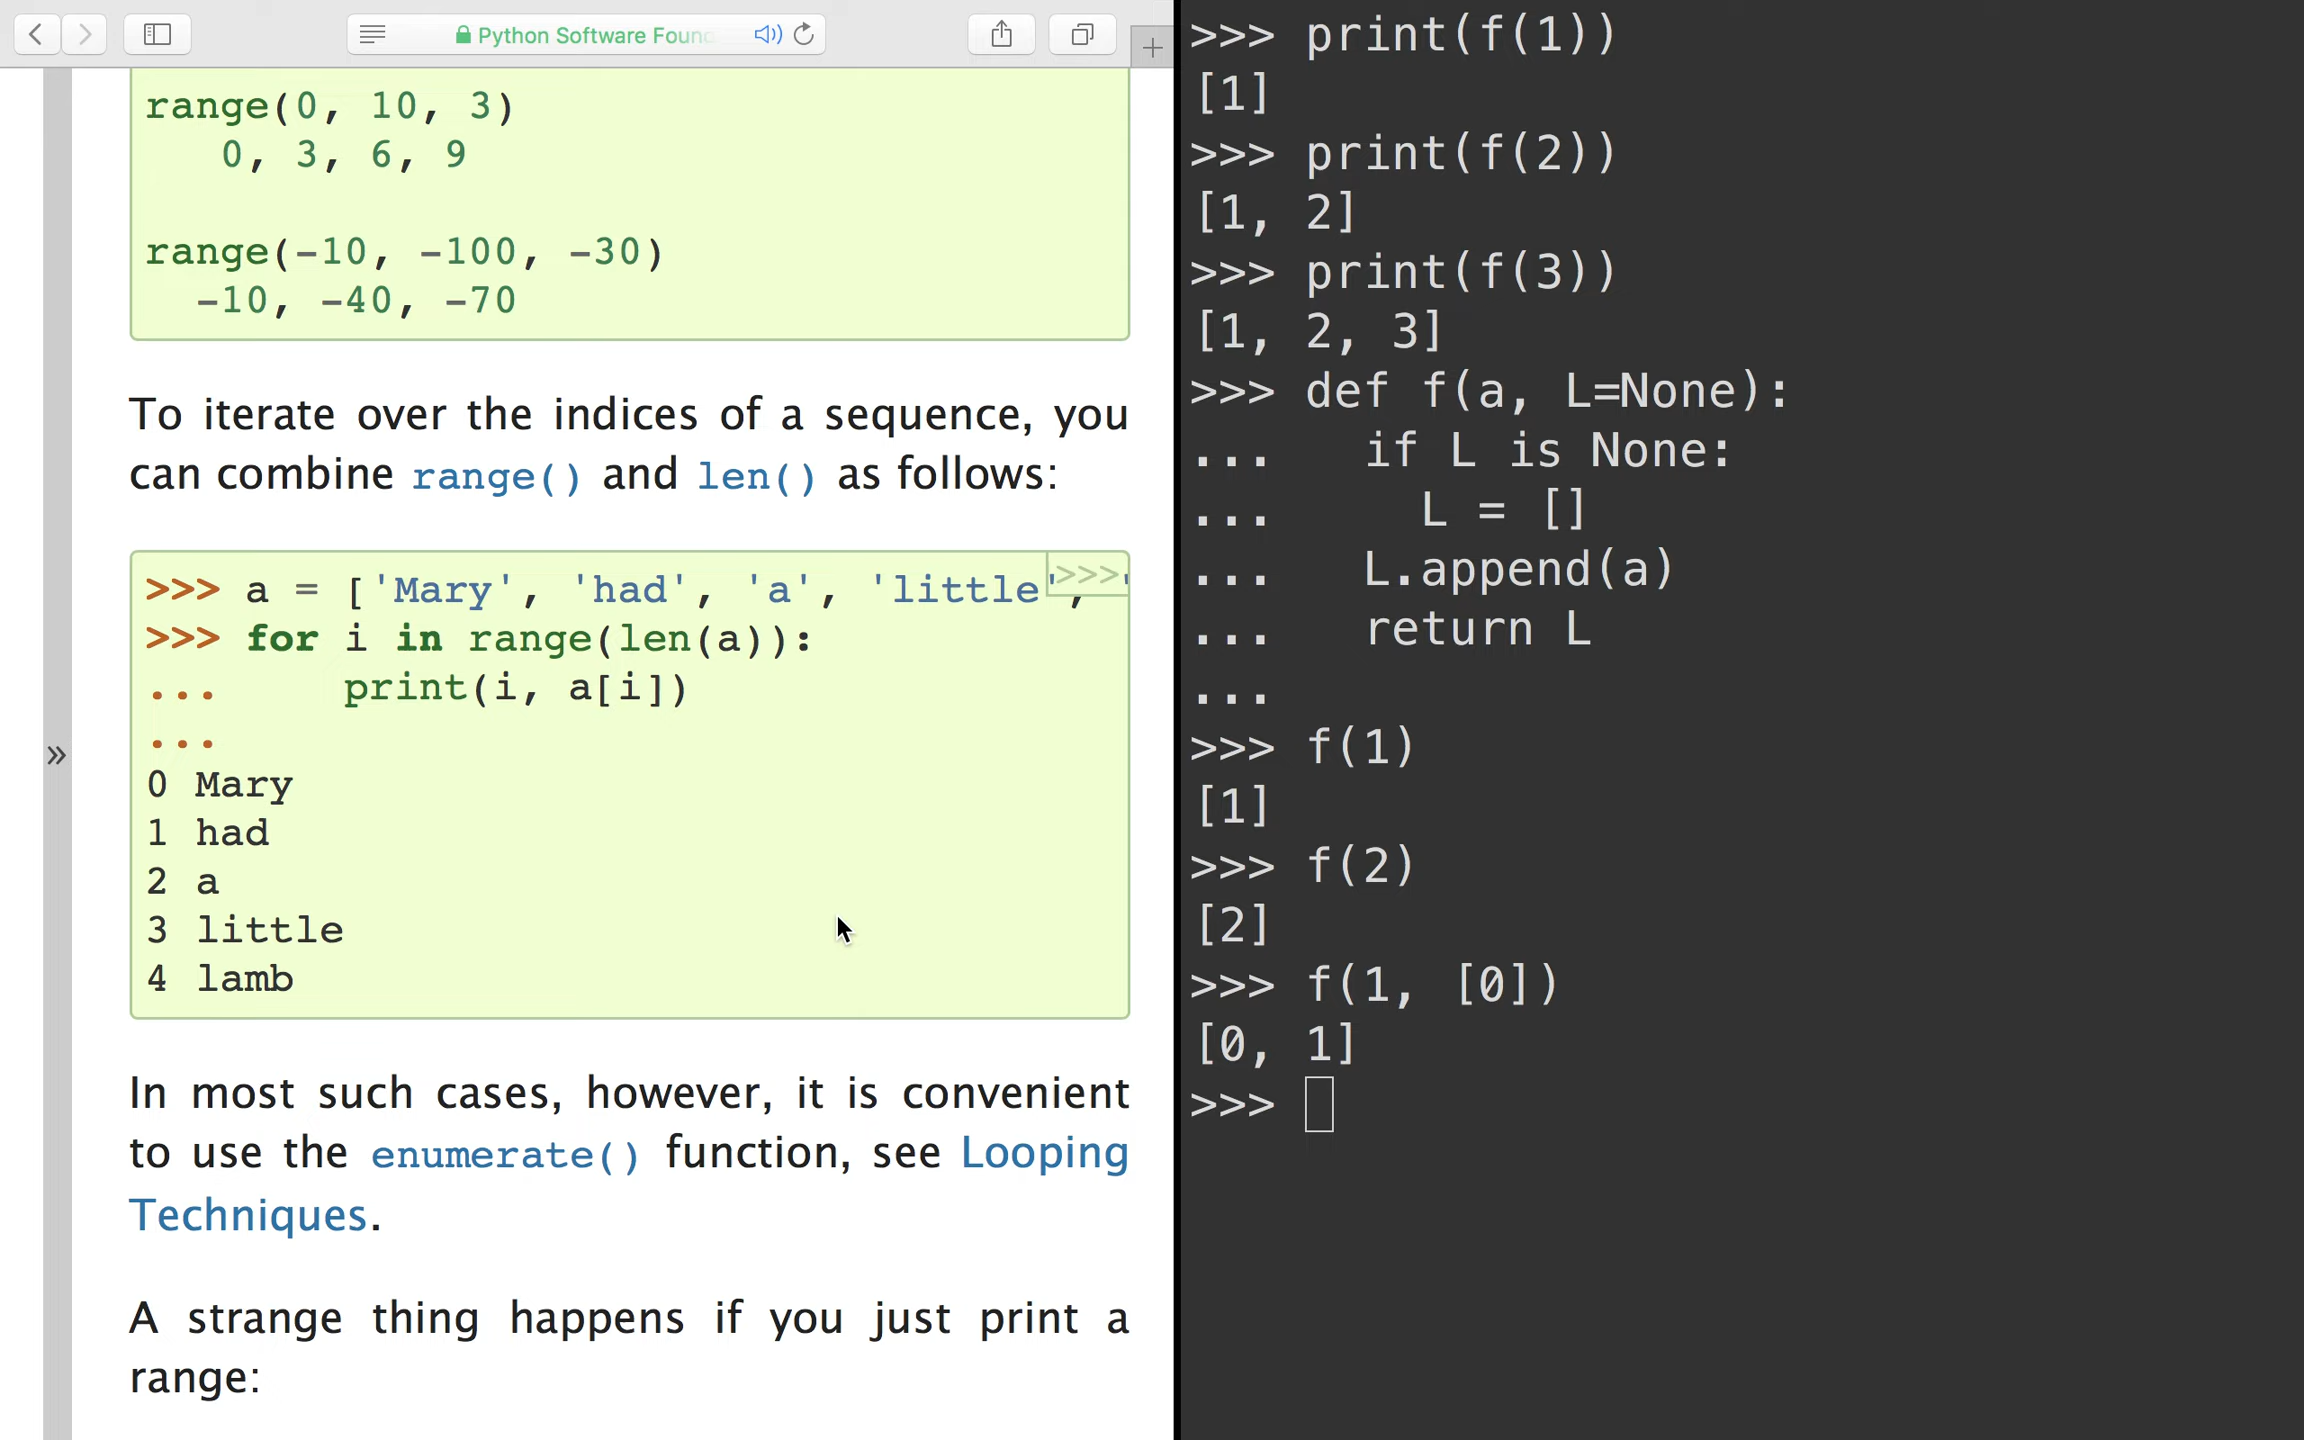 Python Software Foun
range(0, 10, 3)
0, 3, 6, 9
range(-10, -100, -30)
-10, -40, -70
To iterate over the indices of a sequence, you
can combine range() and len() as follows:
>>>
>>> a = ['Mary', 'had', 'a', 'little', '
>>> for i in range(len(a)):
...     print(i, a[i])
...
0 Mary
1 had
2 a
3 little
4 lamb
»
In most such cases, however, it is convenient
to use the enumerate() function, see Looping
Techniques.
A strange thing happens if you just print a
range:
>>> print(f(1))
[1]
>>> print(f(2))
[1, 2]
>>> print(f(3))
[1, 2, 3]
>>> def f(a, L=None):
...   if L is None:
...     L = []
...   L.append(a)
...   return L
...
>>> f(1)
[1]
>>> f(2)
[2]
>>> f(1, [0])
[0, 1]
>>>